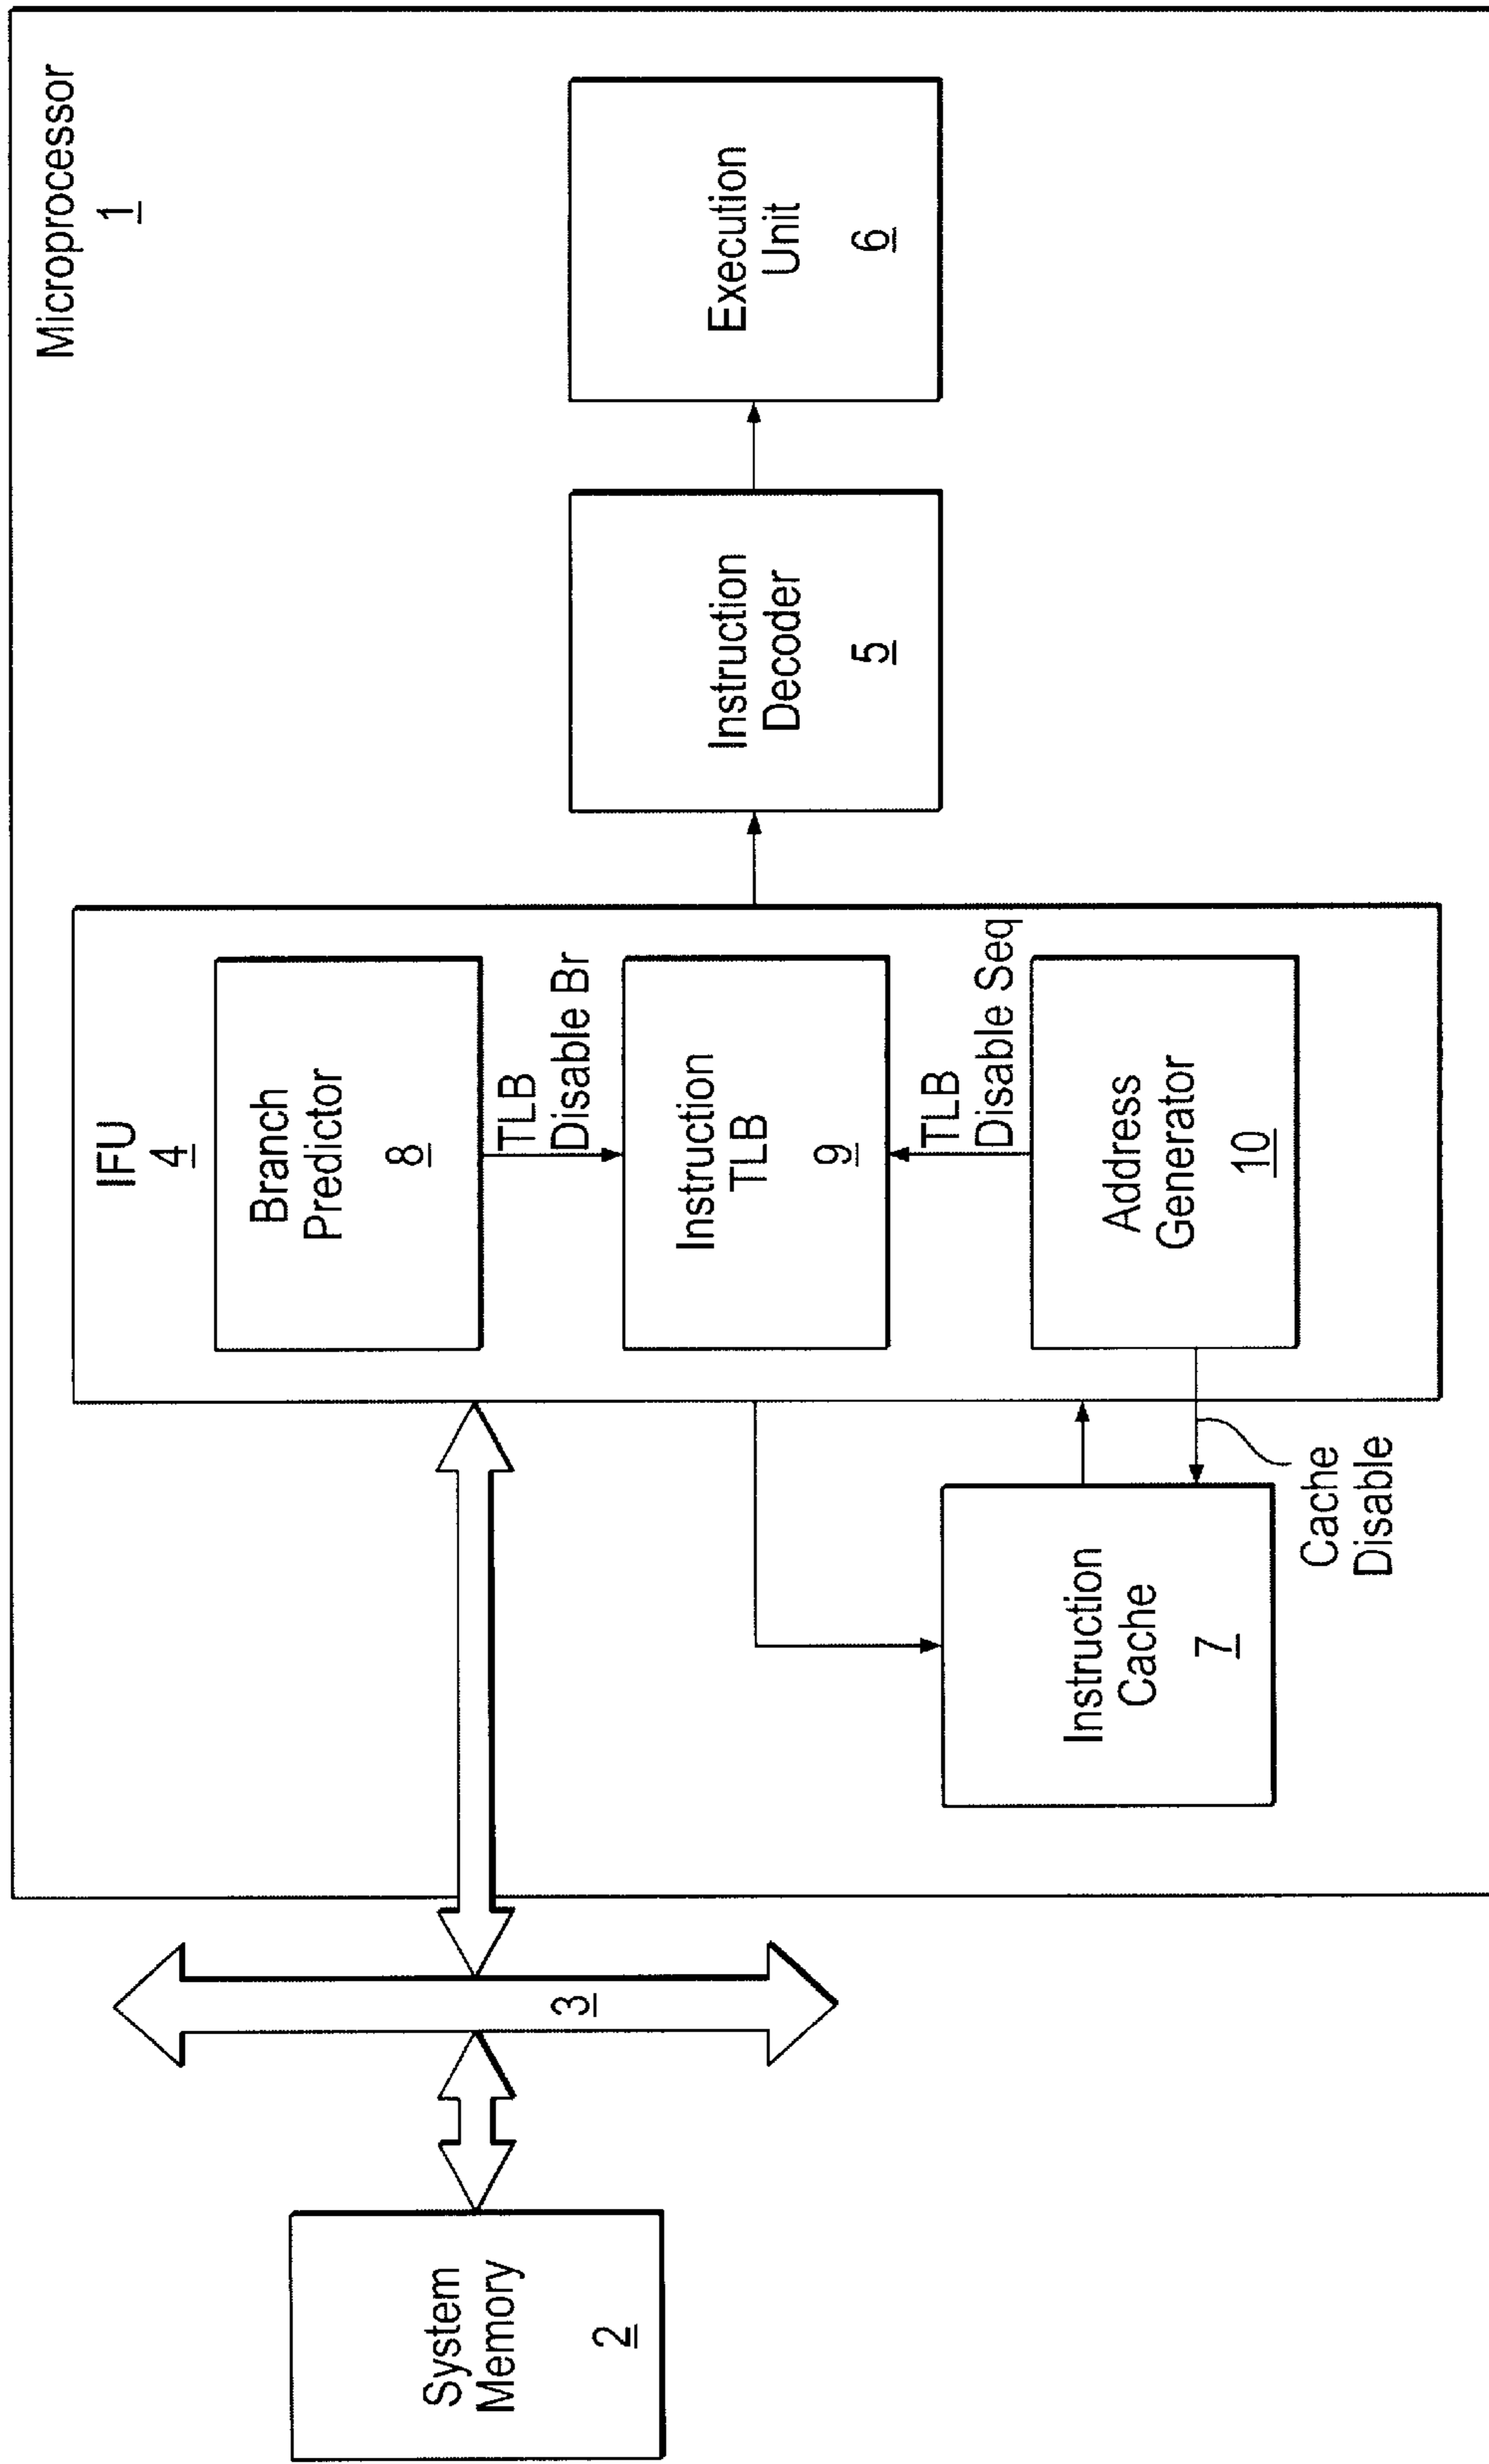 Microprocessor
1
IFU
4
Branch
Predictor
8
TLB
Disable Br
Instruction
TLB
9
TLB
Disable Seq
Address
Generator
10
Instruction
Decoder
5
Execution
Unit
6
Instruction
Cache
7
Cache
Disable
3
System
Memory
2